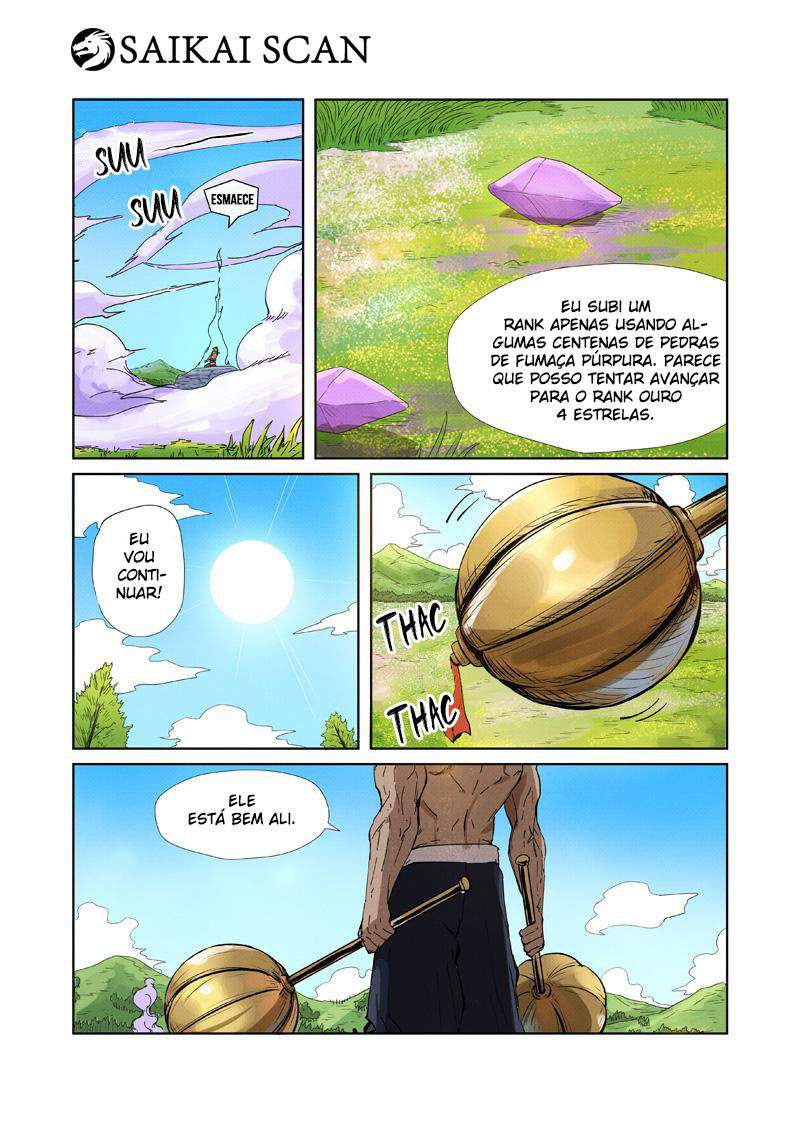 SAIKAI SCAN
SUU
SUU
ESMAECE
EU SUBI UM
RANK APENAS USANDO AL-
GUMAS CENTENAS DE PEDRAS
DE FUMAÇA PÚRPURA. PARECE
QUE POSSO TENTAR AVANÇAR
PARA O RANK OURO
4 ESTRELAS.
EU
VOU
CONTI-
NUAR!
THAC
THAC
ELE
ESTÁ BEM ALI.